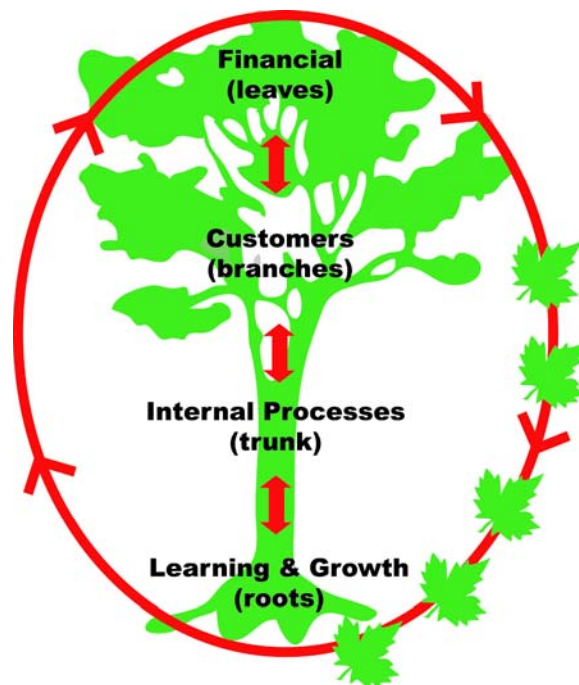 Financial
(leaves)
Customers
(branches)
Internal Processes
(trunk)
Learning & Growth
(roots)